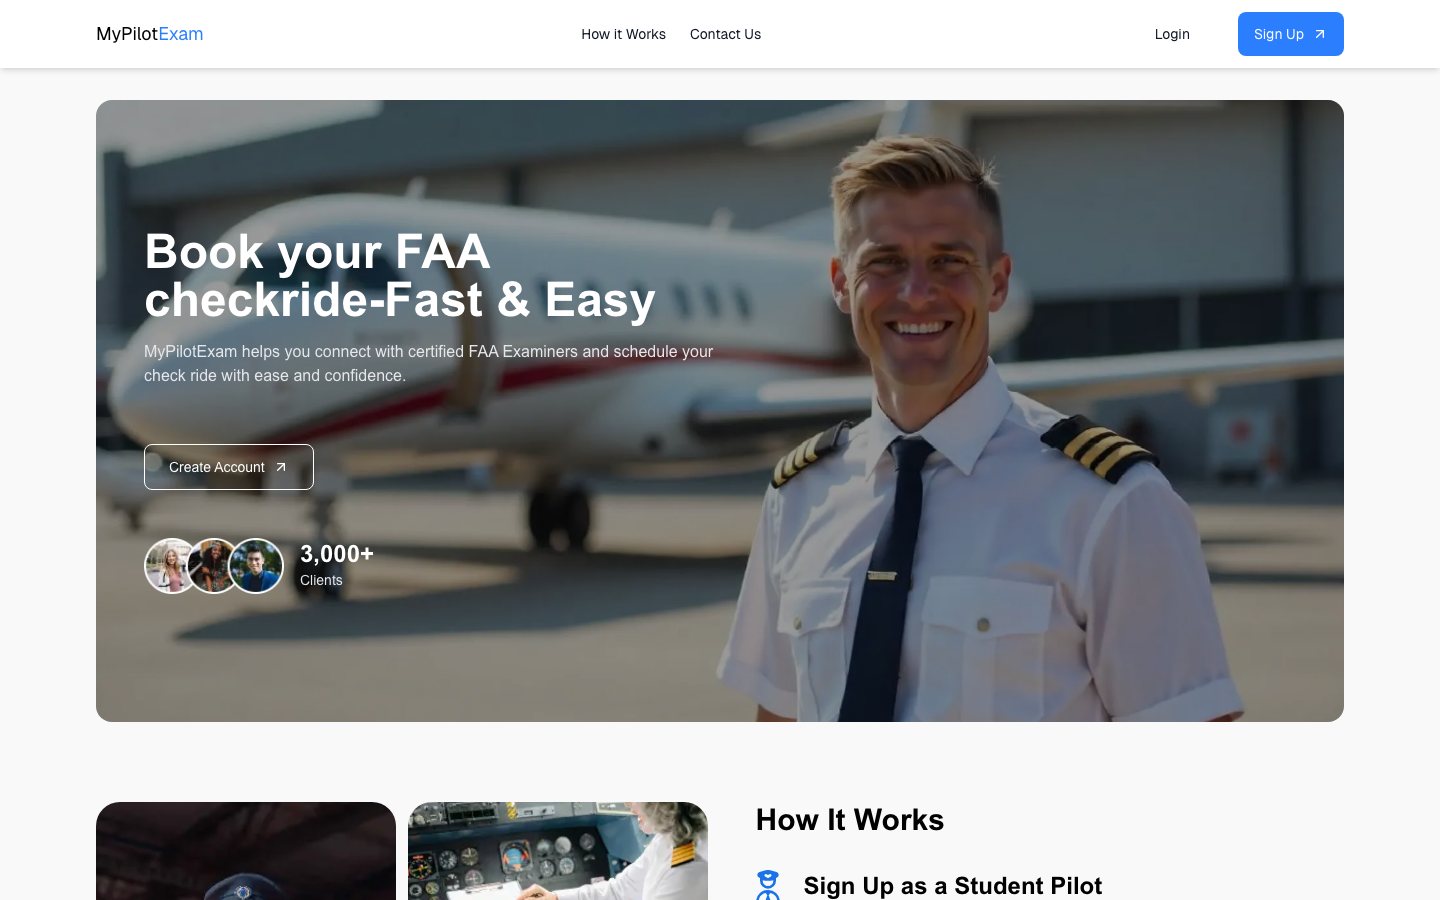 MyPilotExam
How it Works
Contact Us
Login
Sign Up
Book your FAA
checkride-Fast & Easy
MyPilotExam helps you connect with certified FAA Examiners and schedule your
check ride with ease and confidence.
Create Account
3,000+
Clients
How It Works
Sign Up as a Student Pilot